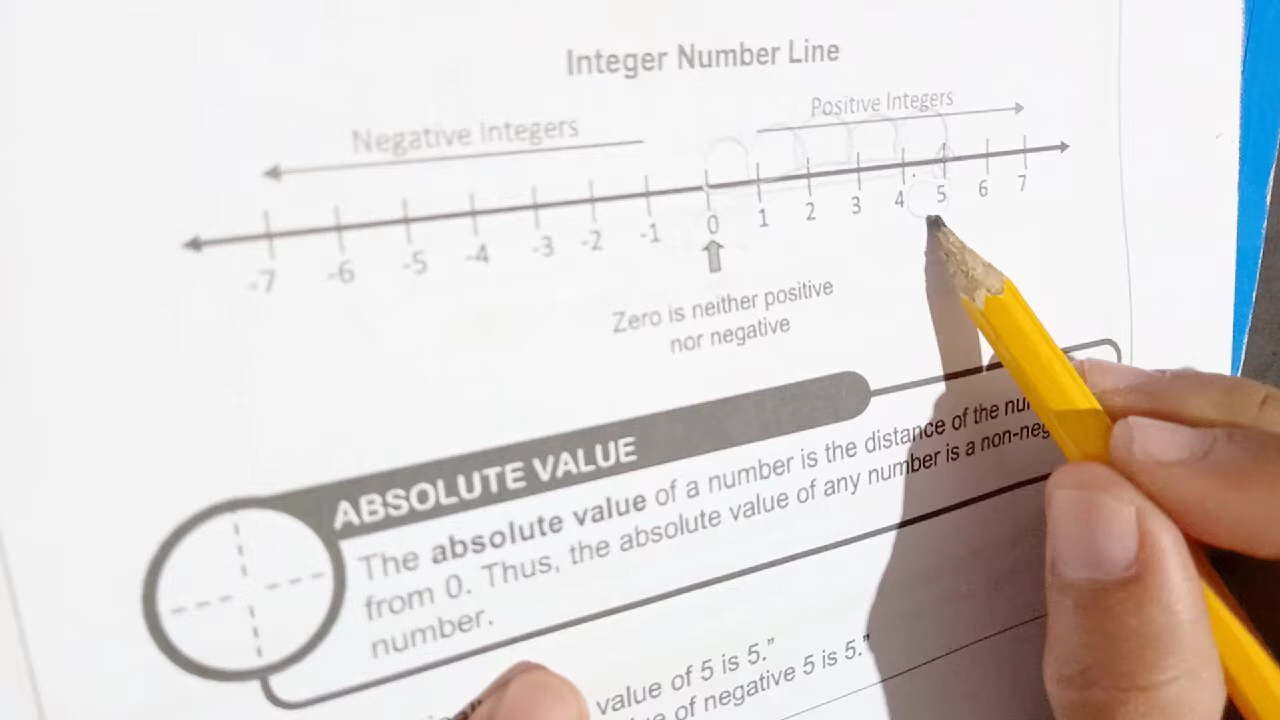 Integer Number Line
Negative Integers
Positive Integers
-7 -6 -5 -4 -3 -2 -1 0 1 2 3 4 5 6 7
Zero is neither positive
nor negative
ABSOLUTE VALUE
The absolute value of a number is the distance of the
from 0. Thus, the absolute value of any number is a
number.
value of 5 is 5.”
of negative 5 is 5.”